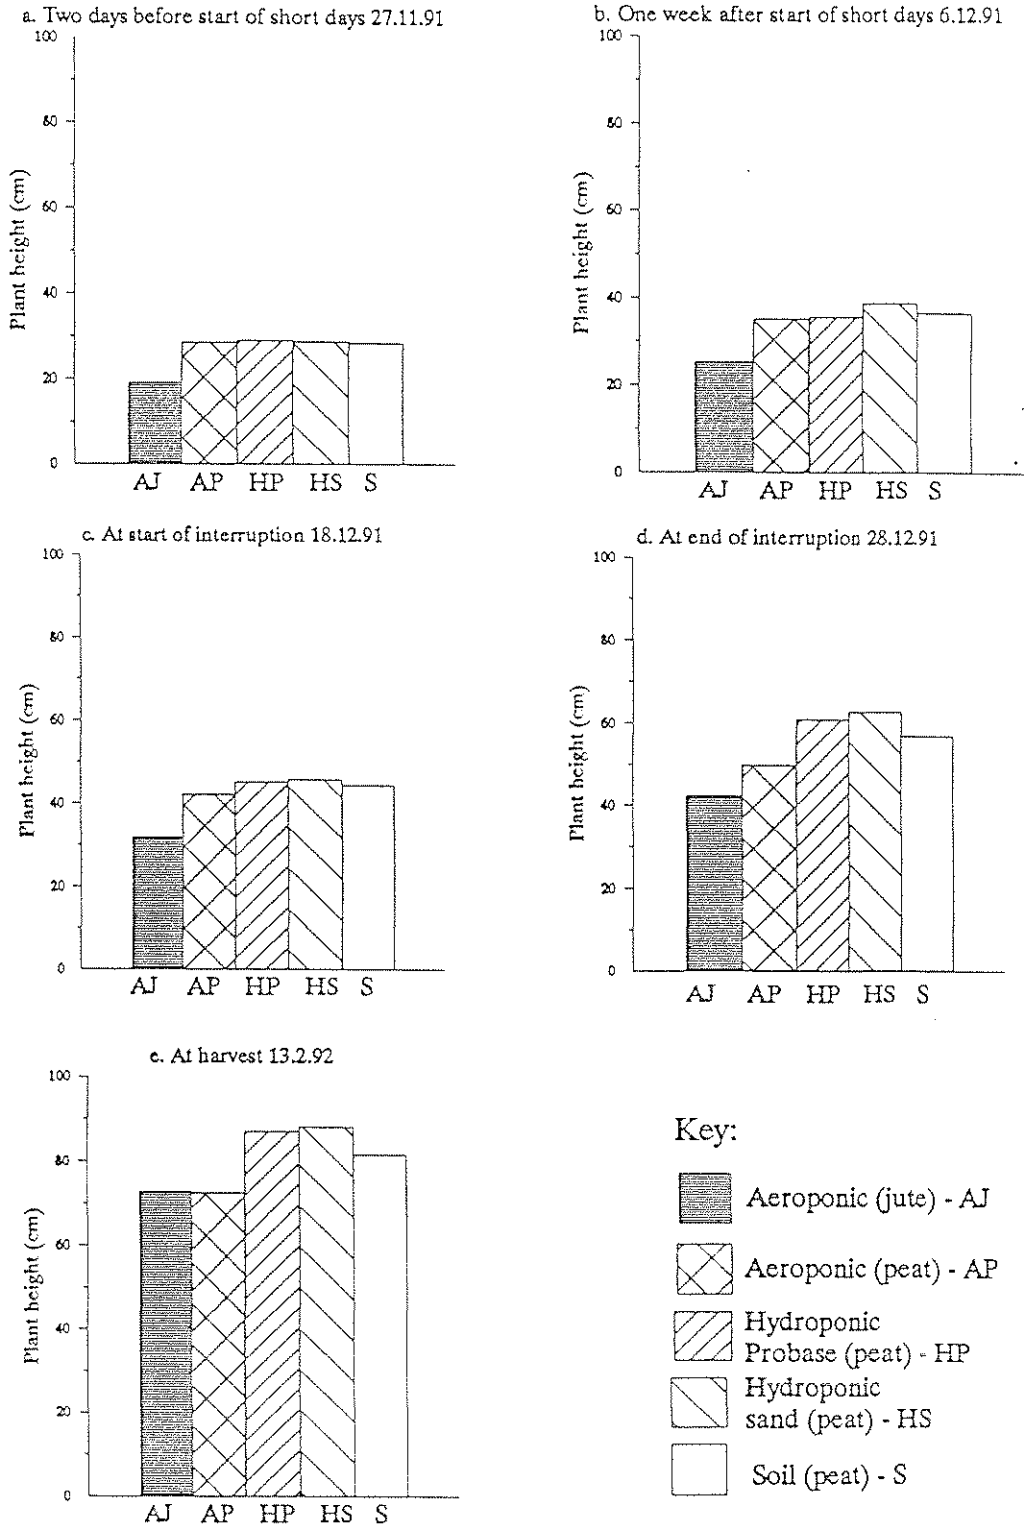 a. Two days before start of short days 27.11.91
100
80
60
40
20
0
Plant height (cm)
AJ AP HP HS S
b. One week after start of short days 6.12.91
100
80
60
40
20
0
Plant height (cm)
AJ AP HP HS S
c. At start of interruption 18.12.91
100
80
60
40
20
0
Plant height (cm)
AJ AP HP HS S
d. At end of interruption 28.12.91
100
80
60
40
20
0
Plant height (cm)
AJ AP HP HS S
e. At harvest 13.2.92
100
80
60
40
20
0
Plant height (cm)
AJ AP HP HS S
Key:
Aeroponic (jute) - AJ
Aeroponic (peat) - AP
Hydroponic
Probase (peat) - HP
Hydroponic
sand (peat) - HS
Soil (peat) - S